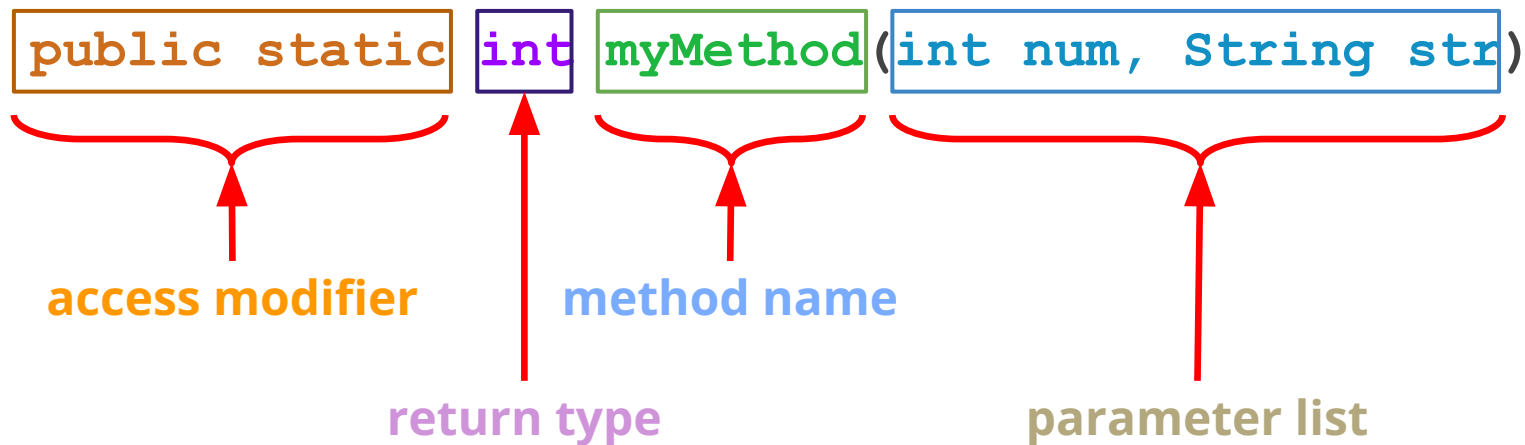 public static int myMethod(int num, String str)
access modifier
method name
return type
parameter list